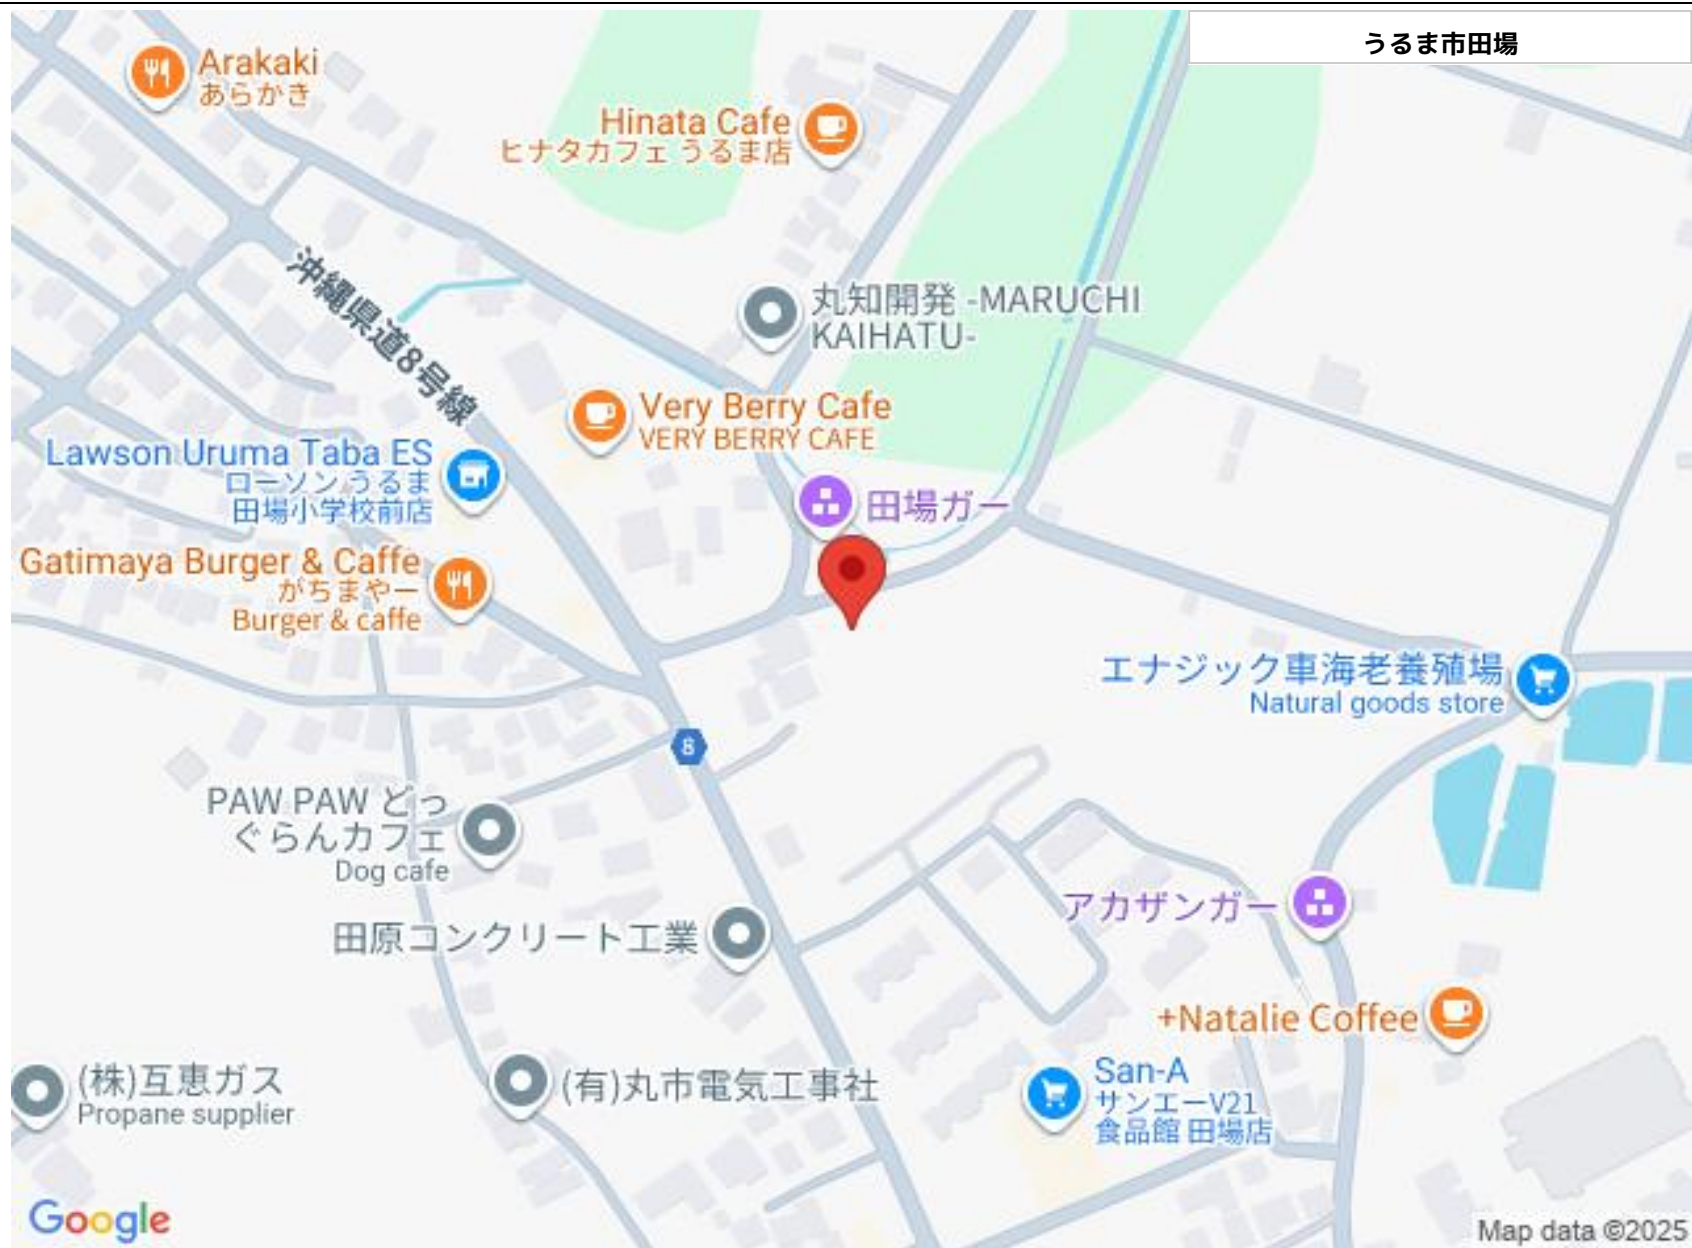 うるま市田場
Arakaki
あらかき
Hinata Cafe
ヒナタカフェ うるま店
沖縄県道8号線
丸知開発 -MARUCHI
KAIHATU-
Very Berry Cafe
VERY BERRY CAFE
Lawson Uruma Taba ES
ローソン うるま
田場小学校前店
田場ガー
Gatimaya Burger & Caffe
がちまやー
Burger & caffe
エナジック車海老養殖場
Natural goods store
8
PAW PAW どっ
ぐらんカフェ
Dog cafe
アカザンガー
田原コンクリート工業
+Natalie Coffee
San-A
サンエーV21
食品館 田場店
(株)互恵ガス
Propane supplier
(有)丸市電気工事社
Google
Map data ©2025